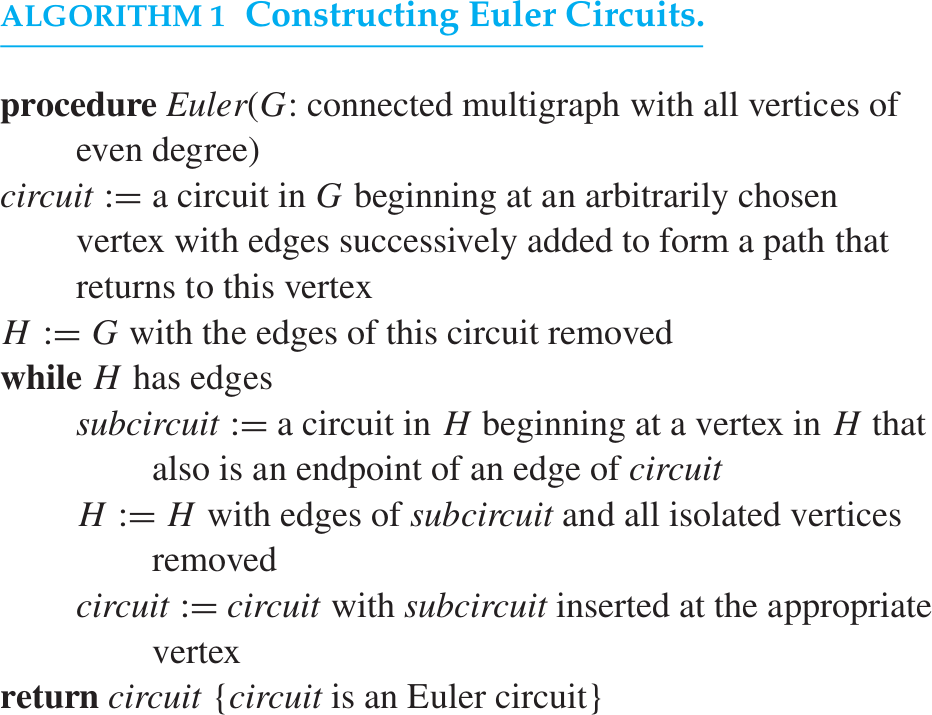 ALGORITHM 1 Constructing Euler Circuits.
procedure Euler(G: connected multigraph with all vertices of
even degree)
circuit := a circuit in G beginning at an arbitrarily chosen
vertex with edges successively added to form a path that
returns to this vertex
H := G with the edges of this circuit removed
while H has edges
subcircuit := a circuit in H beginning at a vertex in H that
also is an endpoint of an edge of circuit
H := H with edges of subcircuit and all isolated vertices
removed
circuit := circuit with subcircuit inserted at the appropriate
vertex
return circuit {circuit is an Euler circuit}